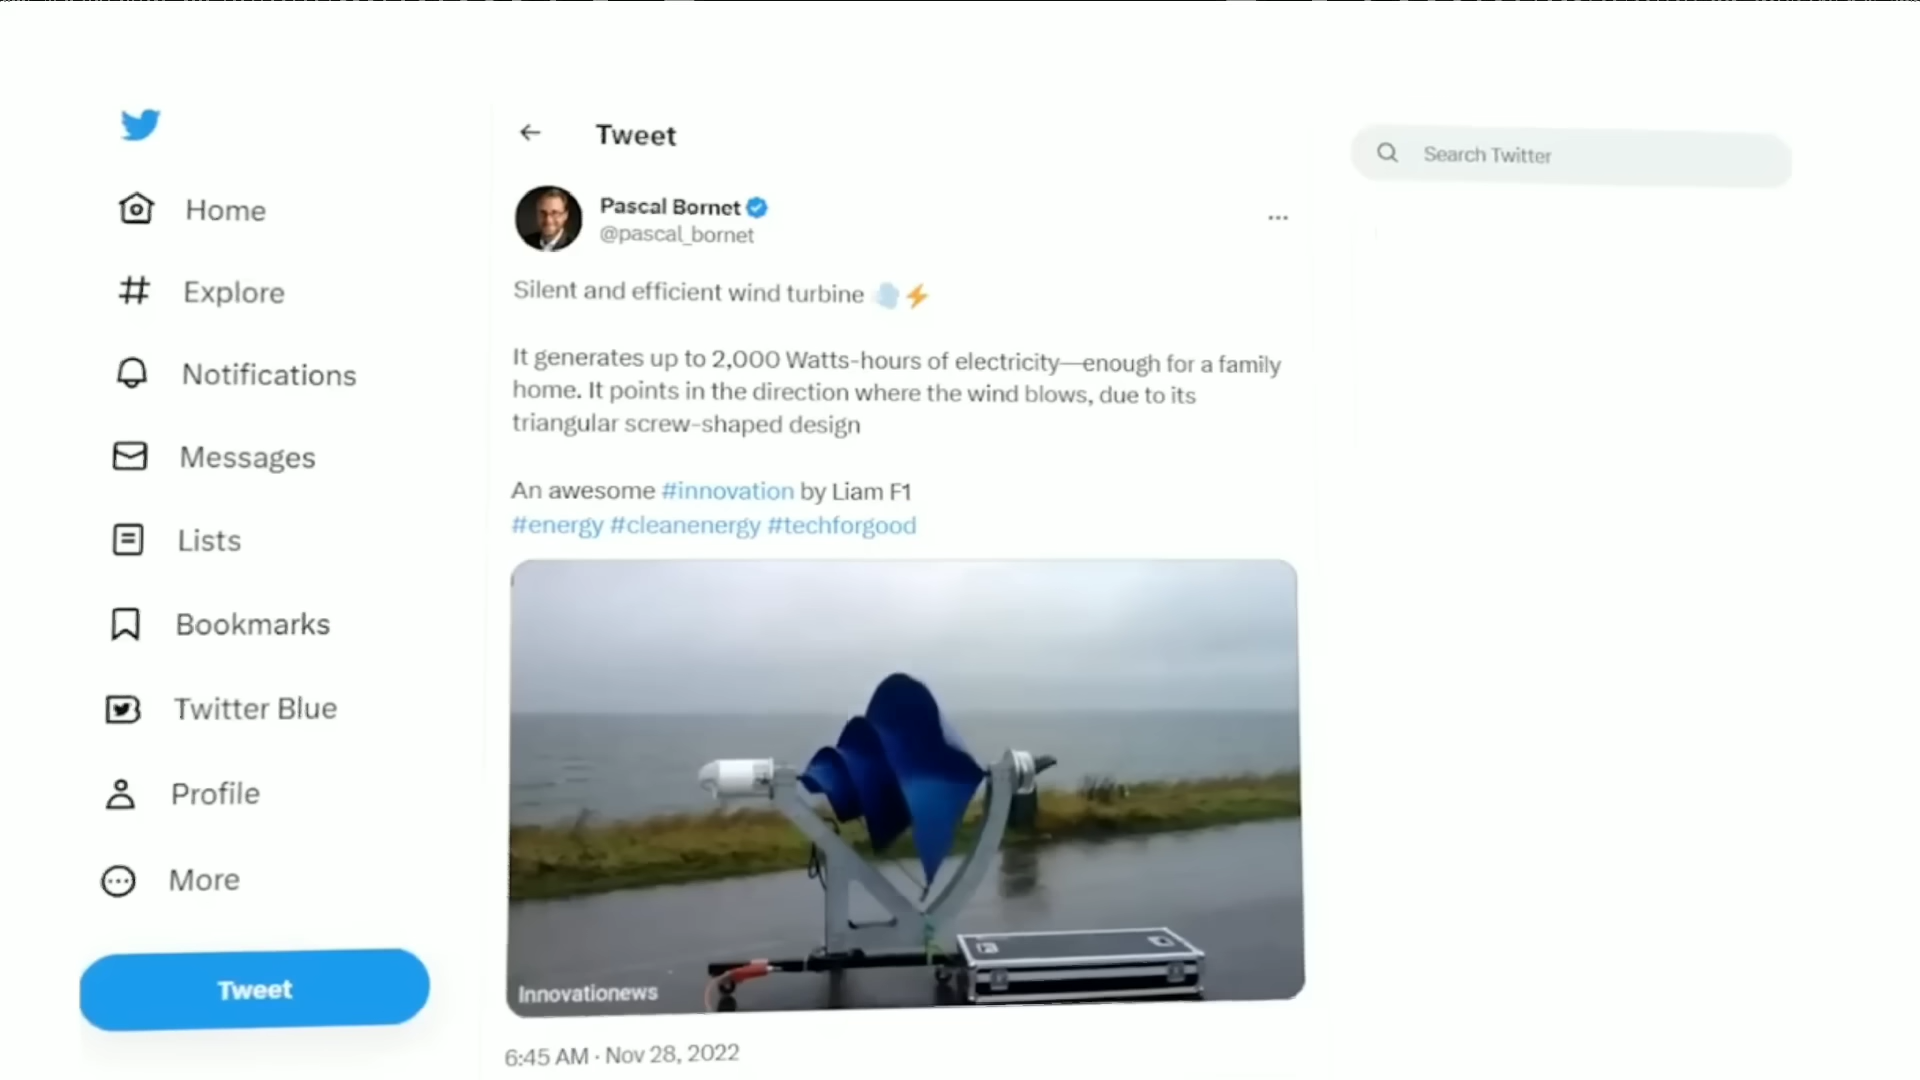 Tweet
Search Twitter
Home
Explore
Notifications
Messages
Lists
Bookmarks
Twitter Blue
Profile
More
Tweet
Pascal Bornet
@pascal_bornet
Silent and efficient wind turbine 💨⚡
It generates up to 2,000 Watts-hours of electricity—enough for a family
home. It points in the direction where the wind blows, due to its
triangular screw-shaped design
An awesome #innovation by Liam F1
#energy #cleanenergy #techforgood
Innovationews
6:45 AM · Nov 28, 2022